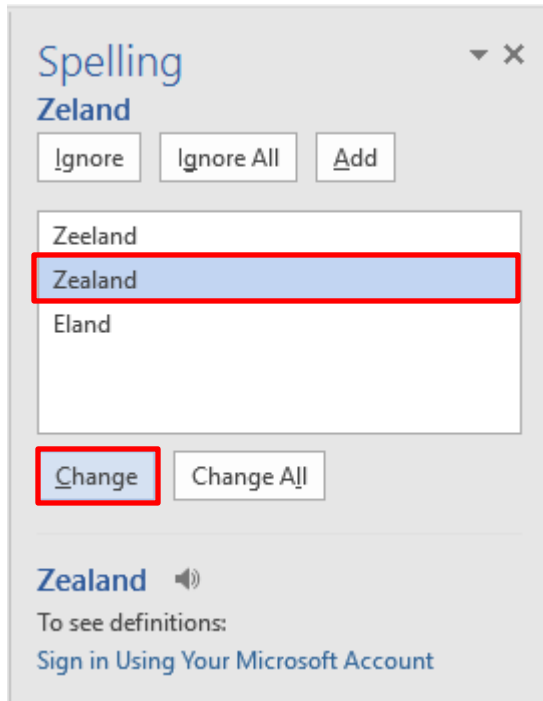 Spelling
Zeland
Ignore Ignore All Add
Zeeland
Zealand
Eland
Change Change All
Zealand
To see definitions:
Sign in Using Your Microsoft Account